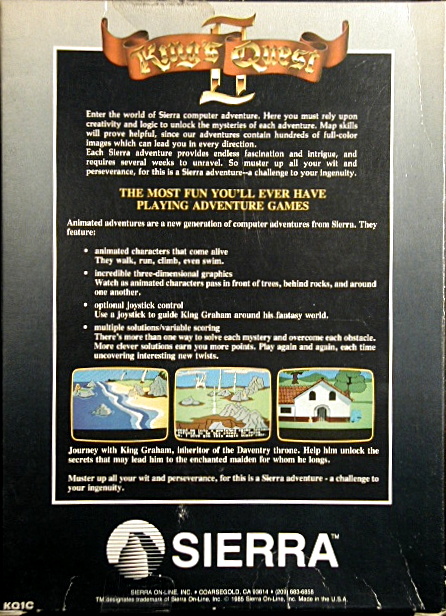 King's Quest
II
Enter the world of Sierra computer adventure. Here you must rely upon
creativity and logic to unlock the mysteries of each adventure. Map skills
will prove helpful, since our adventures contain hundreds of full-color
images which can lead you in every direction.
Each Sierra adventure provides endless fascination and intrigue, and
requires several weeks to unravel. So muster up all your wit and
perseverance, for this is a Sierra adventure--a challenge to your ingenuity.
THE MOST FUN YOU'LL EVER HAVE
PLAYING ADVENTURE GAMES
Animated adventures are a new generation of computer adventures from Sierra. They
feature:
• animated characters that come alive
They walk, run, climb, even swim.
• incredible three-dimensional graphics
Watch as animated characters pass in front of trees, behind rocks, and around
one another.
• optional joystick control
Use a joystick to guide King Graham around his fantasy world.
• multiple solutions/variable scoring
There's more than one way to solve each mystery and overcome each obstacle.
More clever solutions earn you more points. Play again and again, each time
uncovering interesting new twists.
Journey with King Graham, inheritor of the Daventry throne. Help him unlock the
secrets that may lead him to the enchanted maiden for whom he longs.
Muster up all your wit and perseverance, for this is a Sierra adventure - a challenge to
your ingenuity.
SIERRA™
SIERRA ON-LINE, INC. • COARSEGOLD, CA 93614 • (209) 683-6858
TM designates trademark of Sierra On-Line, Inc. © 1985 Sierra On-Line, Inc. Made in the U.S.A.
KQ1C